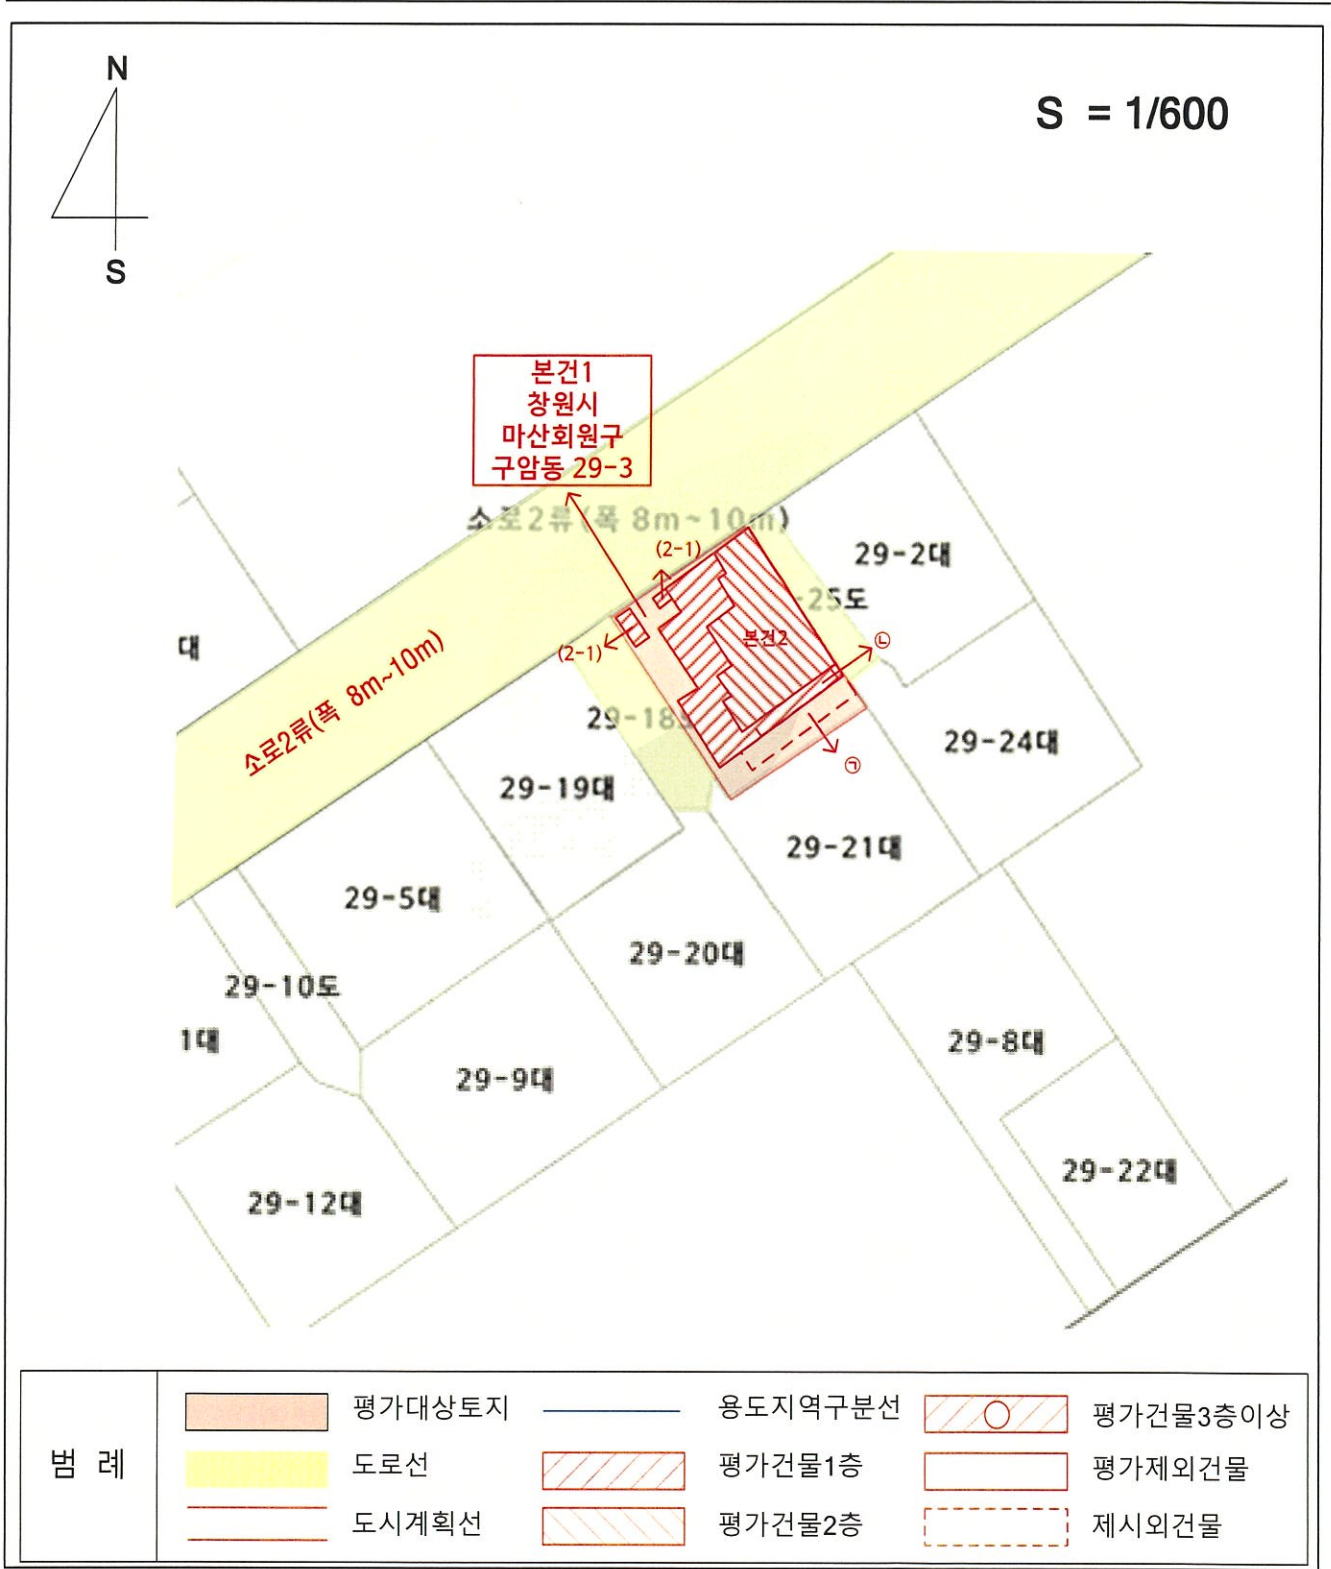 N
S
S = 1/600
본건1
창원시
마산회원구
구암동 29-3
소로2류(폭 8m~10m)
(2-1)
29-2대
-25도
대
본건2
㉡
(2-1)
소로2류(폭 8m~10m)
29-18
29-24대
㉠
29-19대
29-21대
29-5대
29-20대
29-10도
1대
29-8대
29-9대
29-22대
29-12대
범 례
평가대상토지
용도지역구분선
평가건물3층이상
도로선
평가건물1층
평가제외건물
도시계획선
평가건물2층
제시외건물